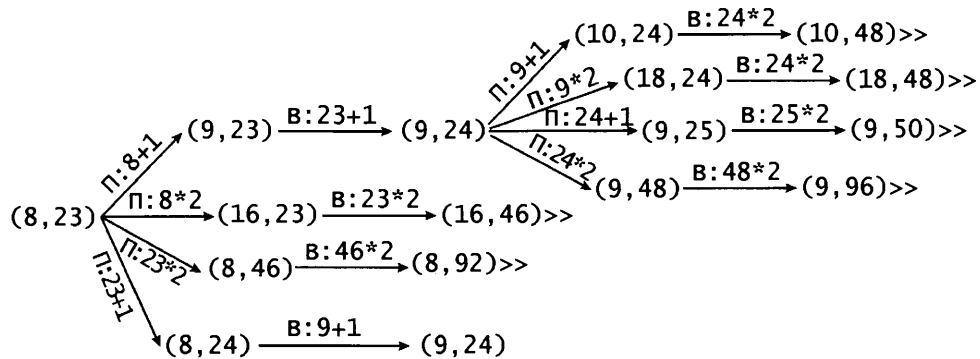 (10,24) В:24*2 (10,48)>>
П:9+1
П:9*2 (18,24) В:24*2 (18,48)>>
П:8+1 (9,23) В:23+1 (9,24) П:24+1 (9,25) В:25*2 (9,50)>>
П:24*2 (9,48) В:48*2 (9,96)>>
(8,23) П:8*2 (16,23) В:23*2 (16,46)>>
П:23*2 (8,46) В:46*2 (8,92)>>
П:23+1 (8,24) В:9+1 (9,24)